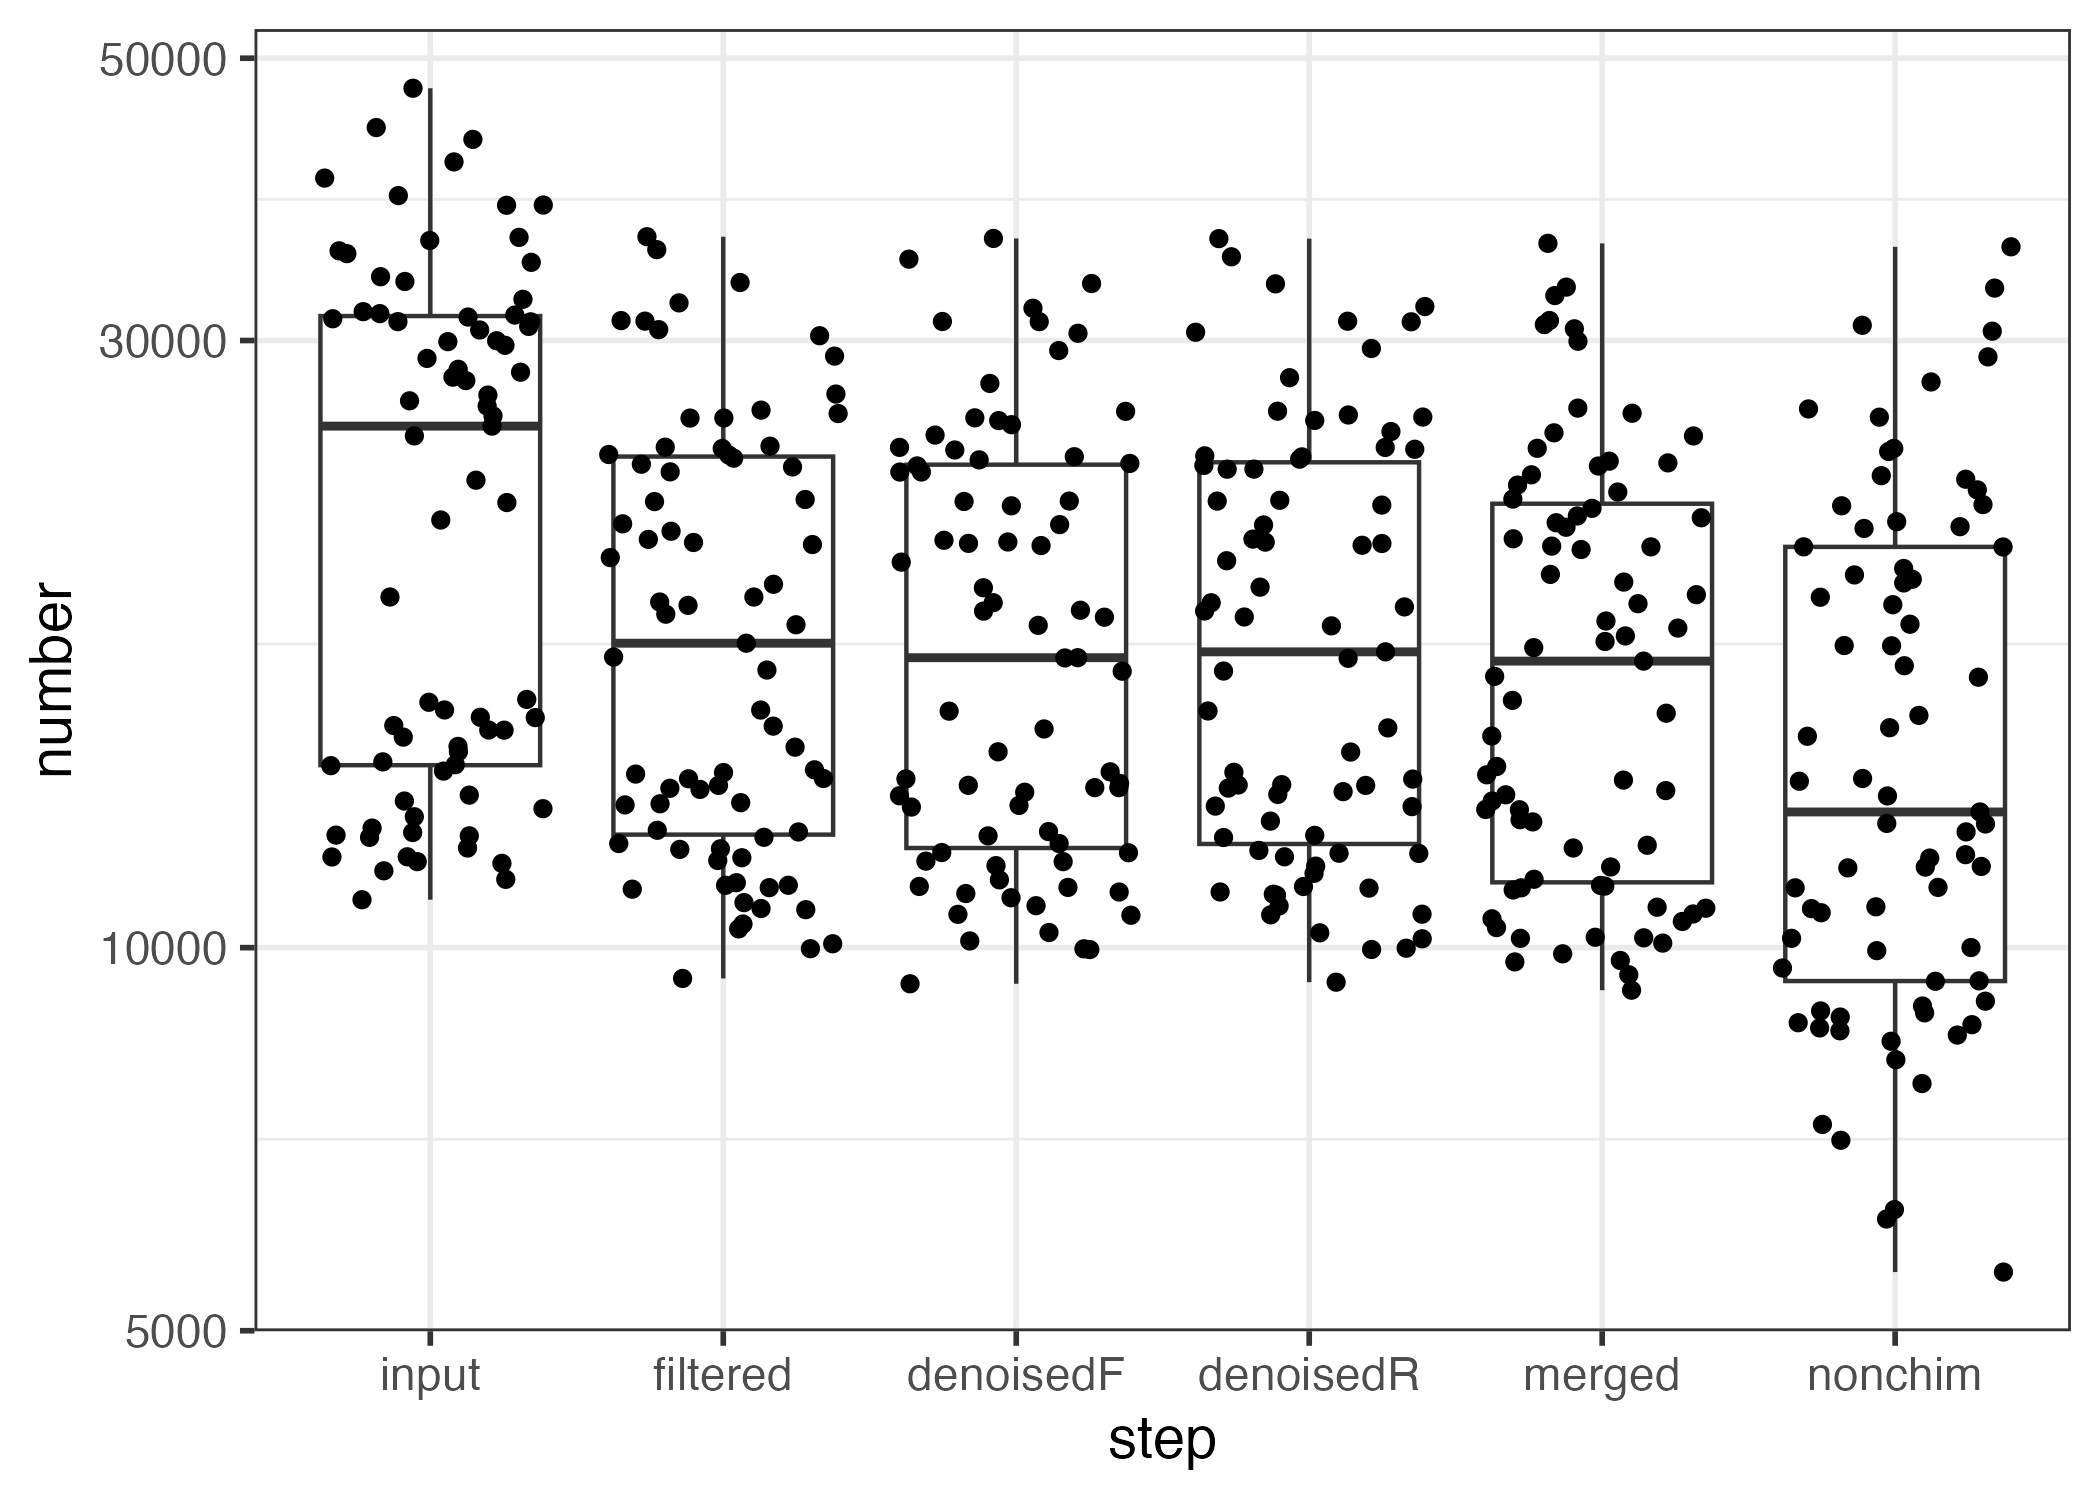 number
50000
30000
10000
5000
input filtered denoisedF denoisedR merged nonchim
step